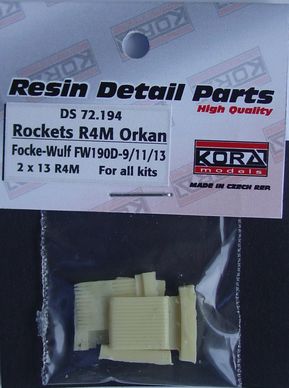 Resin Detail Parts
High Quality
DS 72.194
Rockets R4M Orkan
Focke-Wulf FW190D-9/11/13
2 x 13 R4M For all kits
KORA
models
MADE IN CZECH REP.